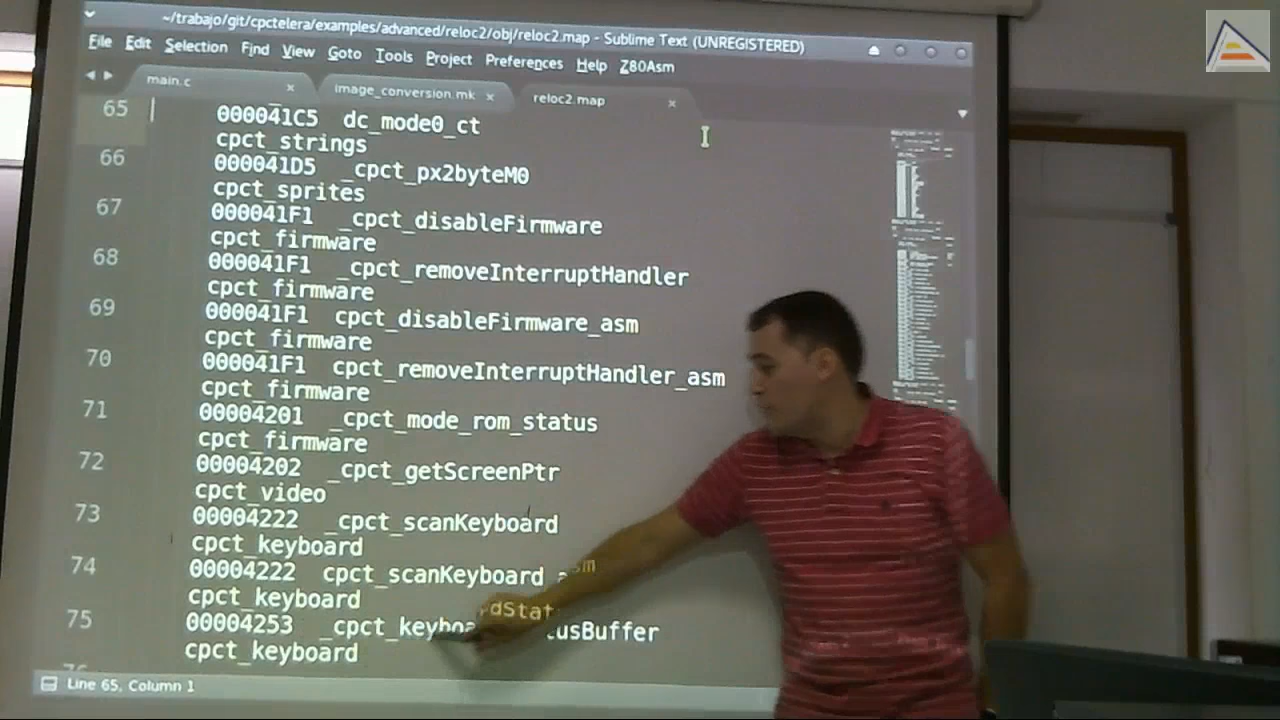 ~/trabajo/git/cpctelera/examples/advanced/reloc2/obj/reloc2.map - Sublime Text (UNREGISTERED)
File Edit Selection Find View Goto Tools Project Preferences Help Z80Asm
main.c × image_conversion.mk × reloc2.map ×
65 000041C5 dc_mode0_ct
cpct_strings
66 000041D5 _cpct_px2byteM0
cpct_sprites
67 000041F1 _cpct_disableFirmware
cpct_firmware
68 000041F1 _cpct_removeInterruptHandler
cpct_firmware
69 000041F1 cpct_disableFirmware_asm
cpct_firmware
70 000041F1 cpct_removeInterruptHandler_asm
cpct_firmware
71 00004201 _cpct_mode_rom_status
cpct_firmware
72 00004202 _cpct_getScreenPtr
cpct_video
73 00004222 _cpct_scanKeyboard
cpct_keyboard
74 00004222 cpct_scanKeyboard_asm
cpct_keyboard
75 00004253 _cpct_keyboardStatusBuffer
cpct_keyboard
Line 65, Column 1